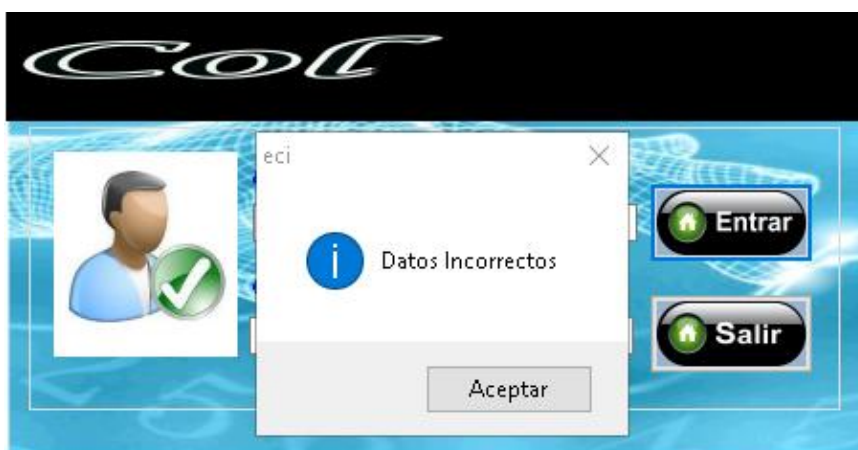 Col
eci
Datos Incorrectos
Entrar
Salir
Aceptar